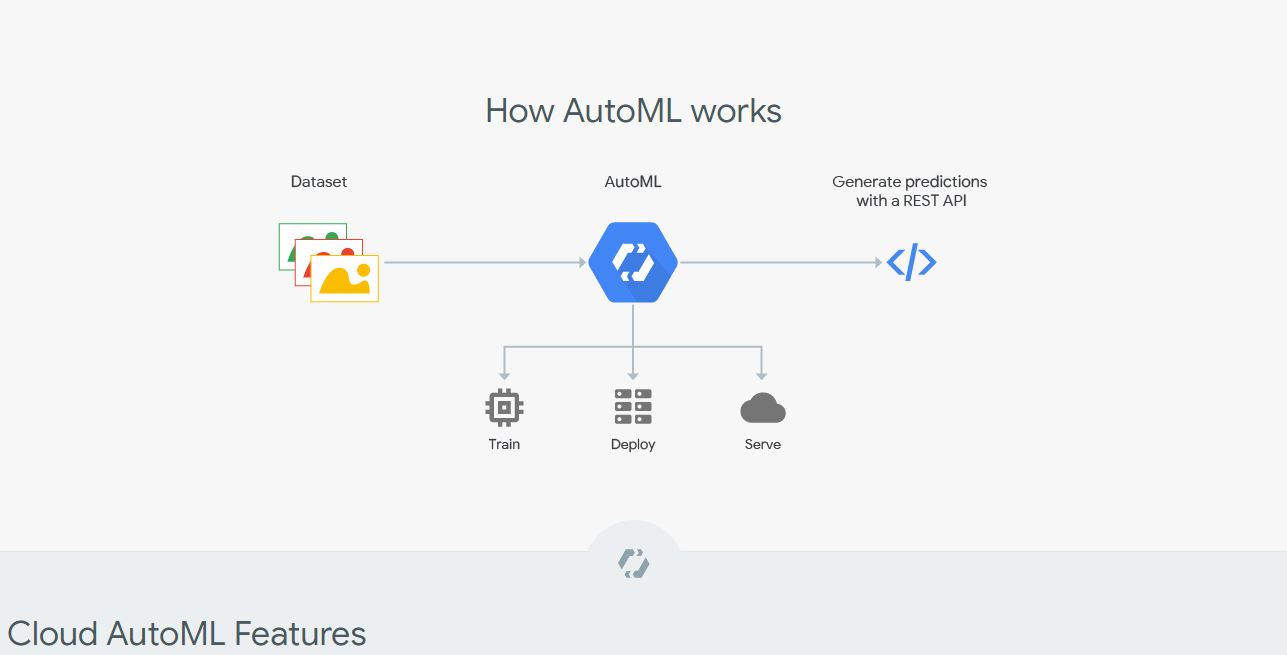 How AutoML works
Dataset
AutoML
Generate predictions
with a REST API
Train
Deploy
Serve
Cloud AutoML Features